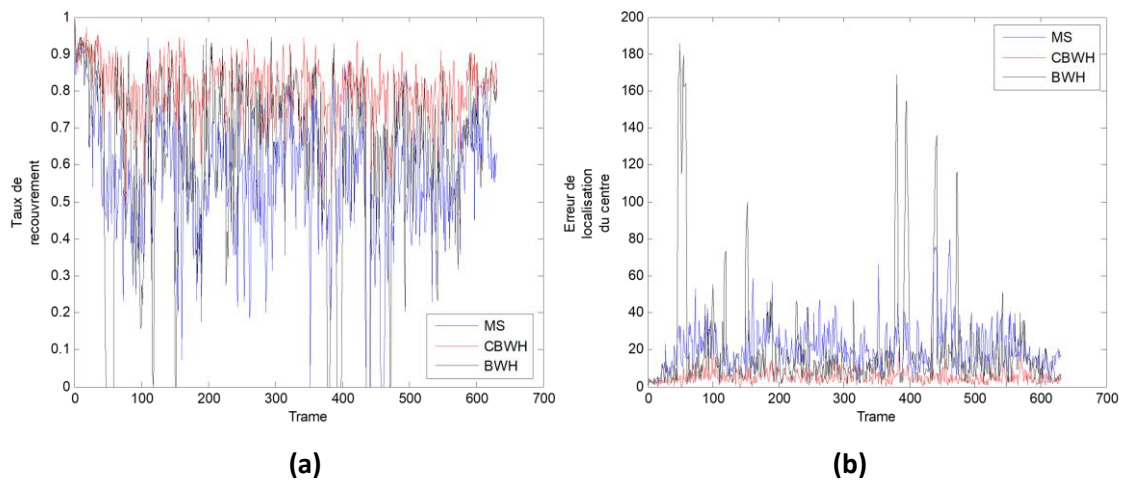 1
0.9
0.8
0.7
0.6
0.5
0.4
0.3
0.2
0.1
0
Taux de
recouvrement
0 100 200 300 400 500 600 700
Trame
MS
CBWH
BWH
(a)
200
180
160
140
120
100
80
60
40
20
0
Erreur de
localisation
du centre
0 100 200 300 400 500 600 700
Trame
MS
CBWH
BWH
(b)